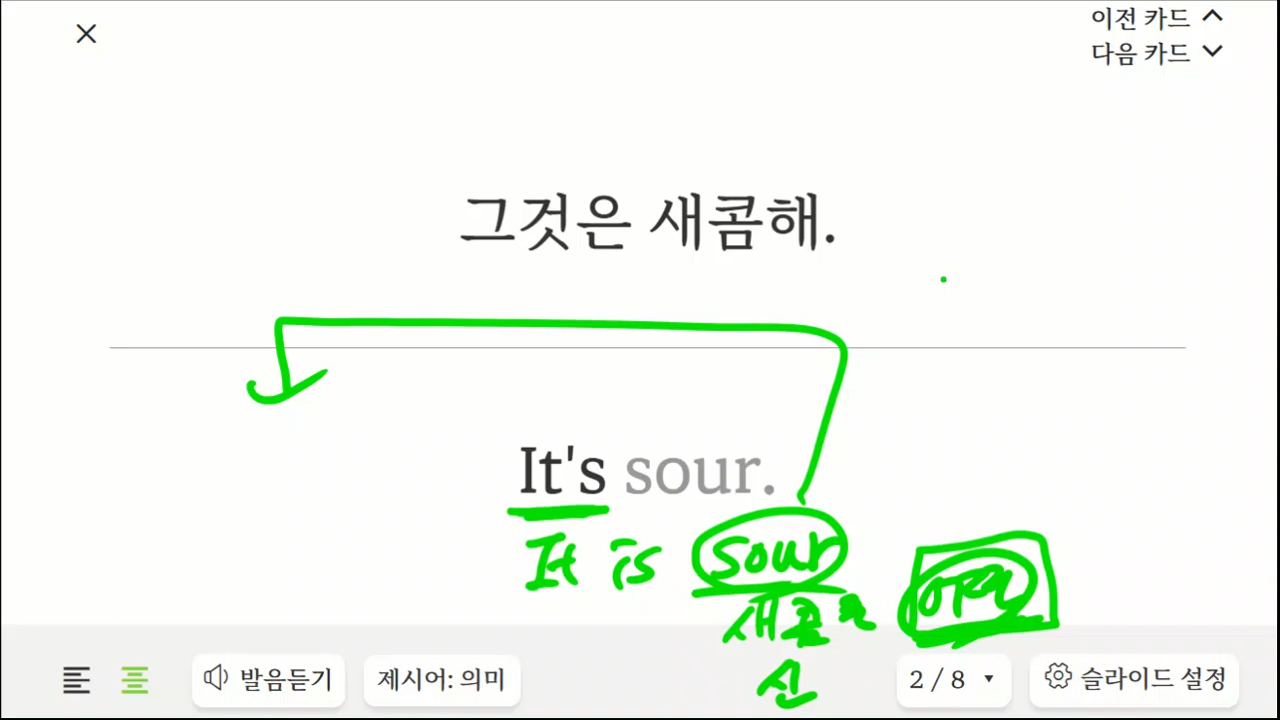 이전 카드
다음 카드
그것은 새콤해.
It's sour.
It is sour
새콤
신
발음듣기
제시어: 의미
2 / 8
슬라이드 설정